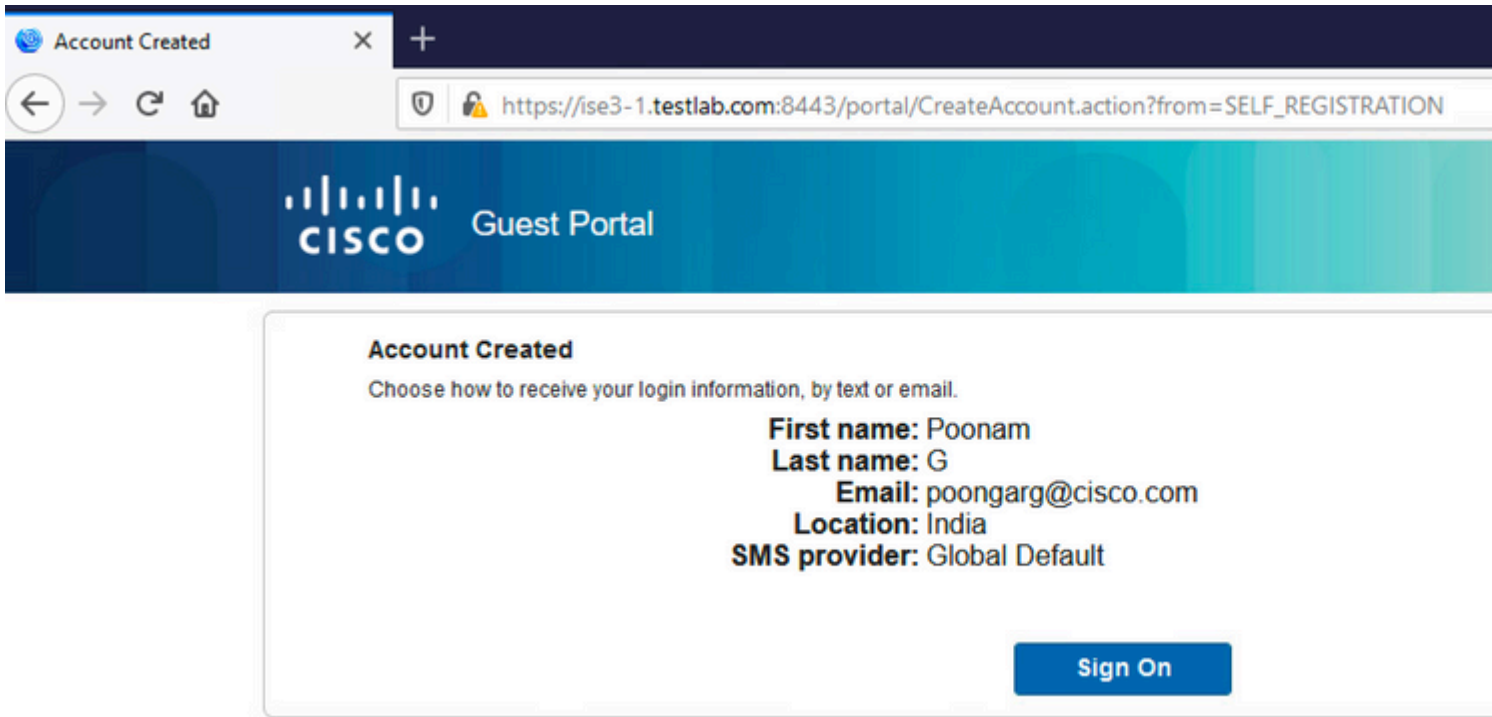 Account Created
https://ise3-1.testlab.com:8443/portal/CreateAccount.action?from=SELF_REGISTRATION
CISCO Guest Portal
Account Created
Choose how to receive your login information, by text or email.
First name: Poonam
Last name: G
Email: poongarg@cisco.com
Location: India
SMS provider: Global Default
Sign On